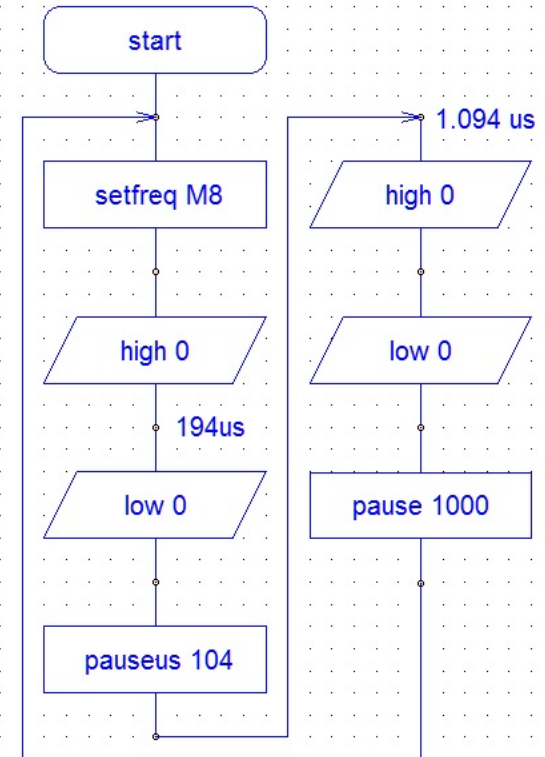 start
setfreq M8
high 0
194us
low 0
pauseus 104
1.094 us
high 0
low 0
pause 1000